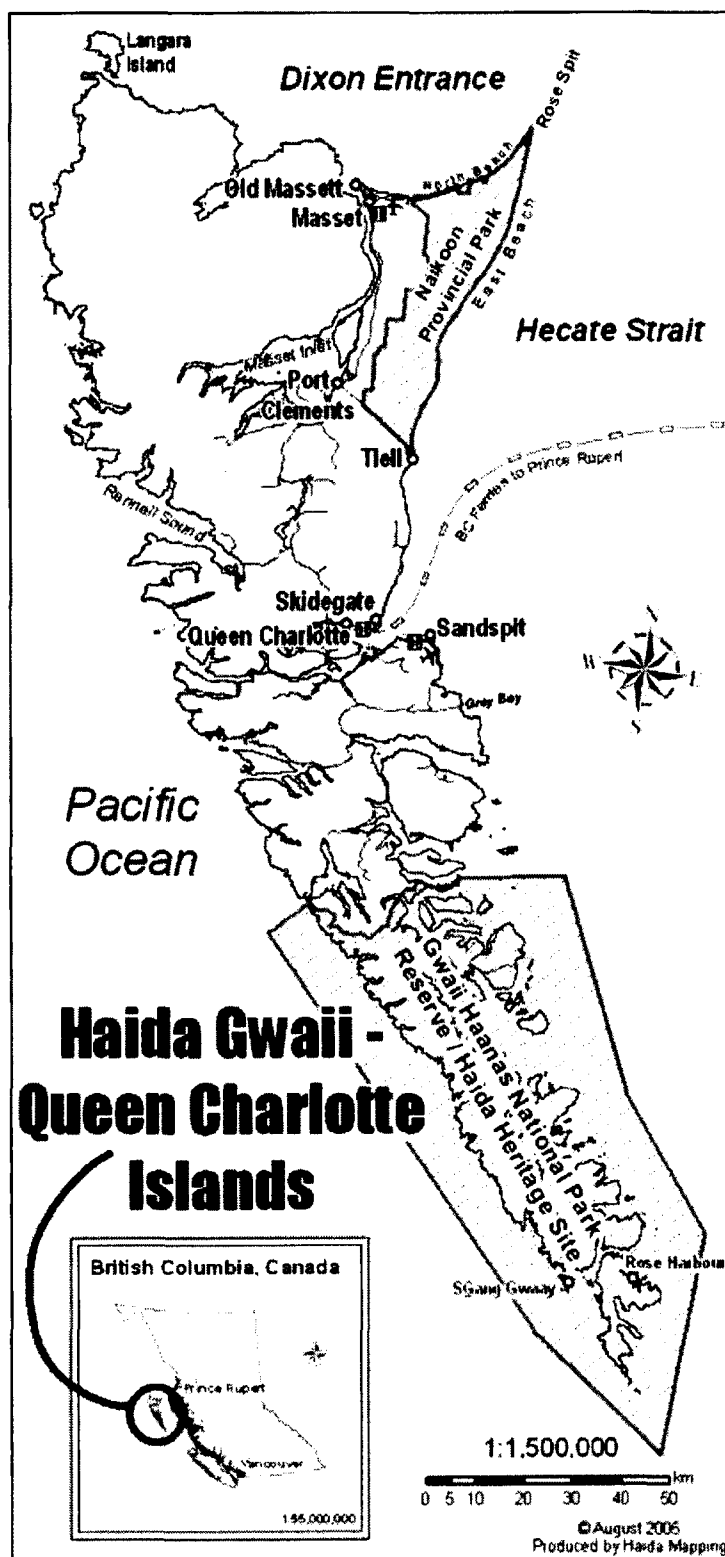 Langara
Island
Dixon Entrance
Rose Spit
North Beach
Old Massett
Masset
Naikoon
Provincial Park
East Beach
Hecate Strait
Masset Inlet
Port
Clements
Tlell
BC Ferries to Prince Rupert
Rennell Sound
Skidegate
Queen Charlotte
Sandspit
N
W
E
S
Grey Bay
Pacific
Ocean
Gwaii Haanas National Park
Reserve / Haida Heritage Site
Haida Gwaii -
Queen Charlotte
Islands
Rose Harbour
SGang Gwaay
British Columbia, Canada
Prince Rupert
Vancouver
1:55,000,000
1:1,500,000
km
0 5 10 20 30 40 50
© August 2006
Produced by Haida Mapping